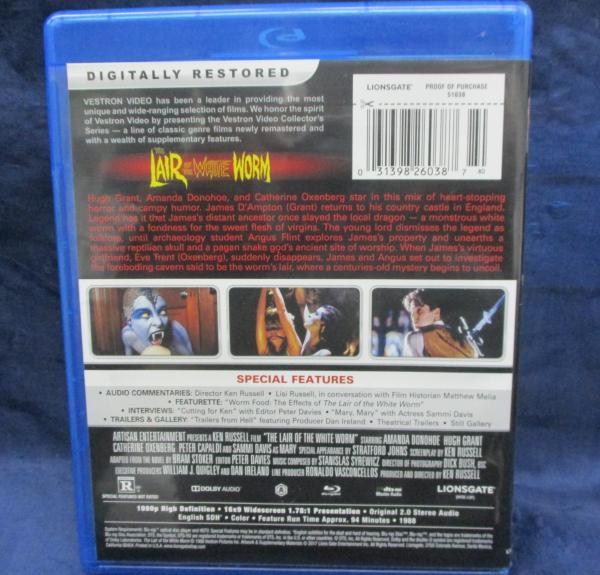 DIGITALLY RESTORED
LIONSGATE
PROOF OF PURCHASE
51638
VESTRON VIDEO has been a leader in providing the most
unique and wide-ranging selection of films. We honor the spirit
of Vestron Video by presenting the Vestron Video Collector's
Series — a line of classic genre films newly remastered and
with a wealth of supplementary features.
0 31398 26038 7
THE LAIR OF THE WHITE WORM
Hugh Grant, Amanda Donohoe, and Catherine Oxenberg star in this mix of heart-stopping
horror and campy humor. James D'Ampton (Grant) returns to his country castle in England.
Legend has it that James's distant ancestor once slayed the local dragon — a monstrous white
worm with a fondness for the sweet flesh of virgins. The young lord dismisses the legend as
folklore, until archaeology student Angus Flint explores James's property and unearths a
massive reptilian skull and a pagan snake god's ancient site of worship. When James's virtuous
girlfriend, Eve Trent (Oxenberg), suddenly disappears, James and Angus set out to investigate
the foreboding cavern said to be the worm's lair, where a centuries-old mystery begins to uncoil.
SPECIAL FEATURES
• AUDIO COMMENTARIES: Director Ken Russell • Lisi Russell, in conversation with Film Historian Matthew Melia
• FEATURETTE: "Worm Food: The Effects of The Lair of the White Worm"
• INTERVIEWS: "Cutting for Ken" with Editor Peter Davies • "Mary, Mary" with Actress Sammi Davis
• TRAILERS & GALLERY: "Trailers from Hell" featuring Producer Dan Ireland • Theatrical Trailers • Still Gallery
ARTISAN ENTERTAINMENT PRESENTS A KEN RUSSELL FILM "THE LAIR OF THE WHITE WORM" STARRING AMANDA DONOHOE HUGH GRANT
CATHERINE OXENBERG PETER CAPALDI AND SAMMI DAVIS AS MARY SPECIAL APPEARANCE BY STRATFORD JOHNS SCREENPLAY BY KEN RUSSELL
ADAPTED FROM THE NOVEL BY BRAM STOKER EDITOR PETER DAVIES MUSIC COMPOSED BY STANISLAS SYREWICZ DIRECTOR OF PHOTOGRAPHY DICK BUSH, BSC
EXECUTIVE PRODUCERS WILLIAM J. QUIGLEY AND DAN IRELAND LINE PRODUCER RONALDO VASCONCELLOS PRODUCED AND DIRECTED BY KEN RUSSELL
R
DOLBY AUDIO
Blu-ray
dts-HD Master Audio
LIONSGATE
SPECIAL FEATURES NOT RATED
1080p High Definition • 16x9 Widescreen 1.78:1 Presentation • Original 2.0 Stereo Audio
English SDH* • Color • Feature Run Time Approx. 94 Minutes • 1988